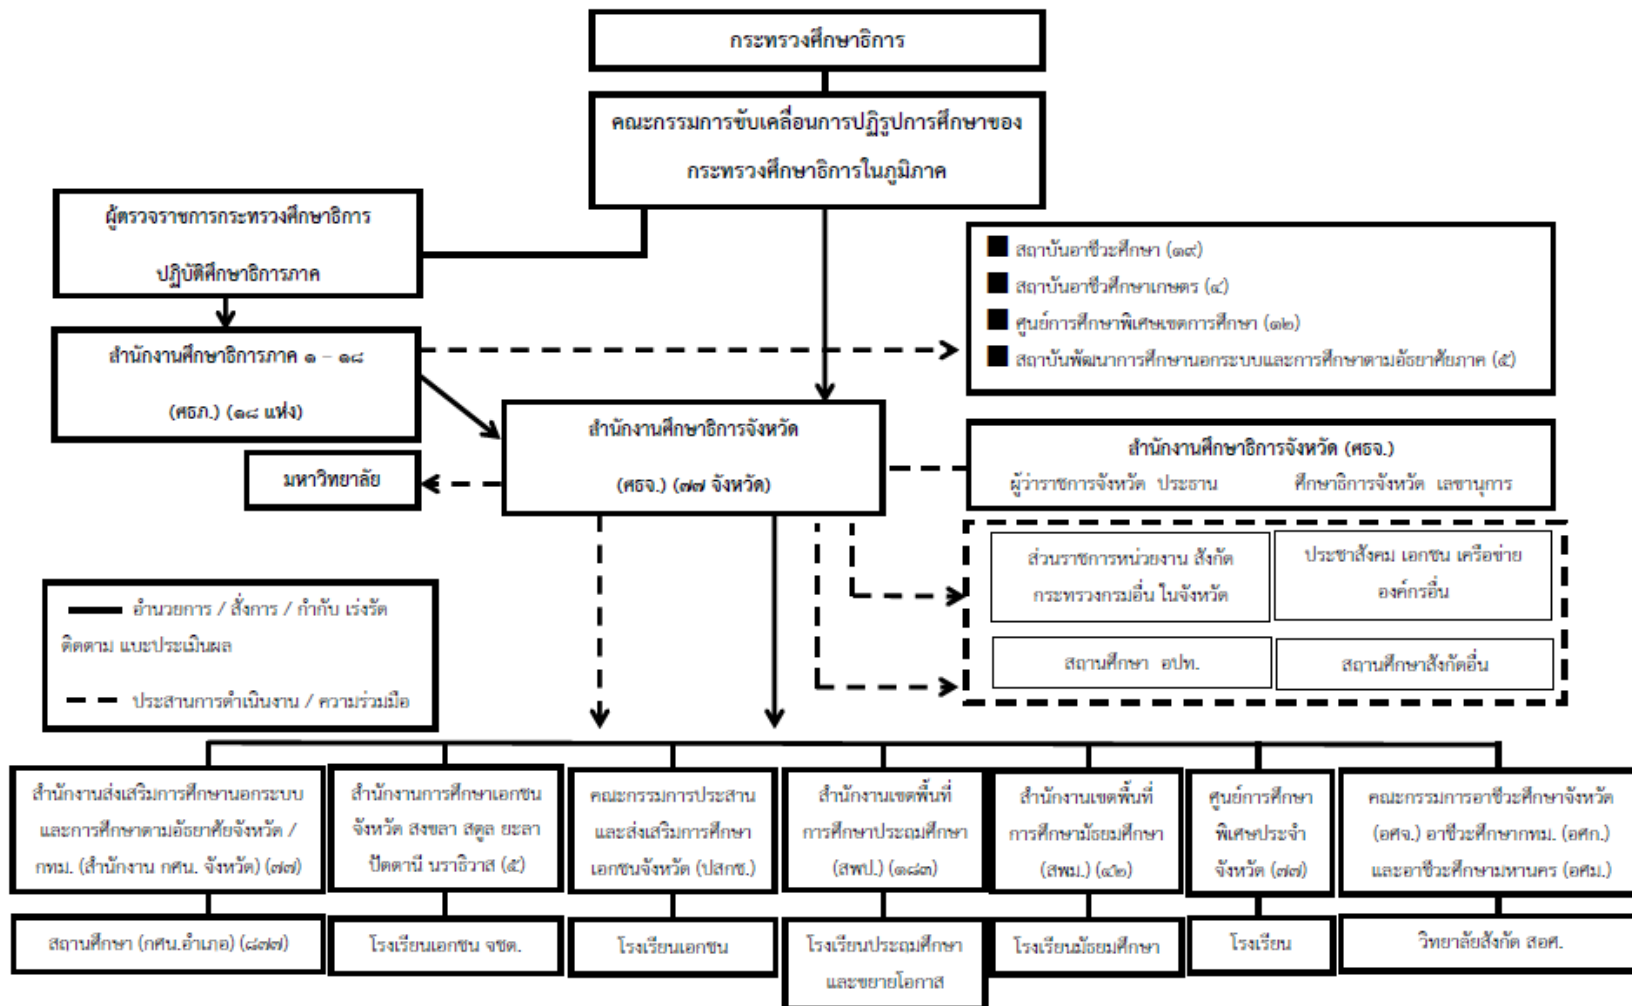 กระทรวงศึกษาธิการ
คณะกรรมการขับเคลื่อนการปฏิรูปการศึกษาของ
กระทรวงศึกษาธิการในภูมิภาค
ผู้ตรวจราชการกระทรวงศึกษาธิการ
ปฏิบัติศึกษาธิการภาค
สถาบันอาชีวะศึกษา (๑๙)
สถาบันอาชีวศึกษาเกษตร (๔)
ศูนย์การศึกษาพิเศษเขตการศึกษา (๑๒)
สถาบันพัฒนาการศึกษานอกระบบและการศึกษาตามอัธยาศัยภาค (๕)
สำนักงานศึกษาธิการภาค ๑ – ๑๘
(ศธภ.) (๑๘ แห่ง)
สำนักงานศึกษาธิการจังหวัด
(ศธจ.) (๗๗ จังหวัด)
สำนักงานศึกษาธิการจังหวัด (ศธจ.)
ผู้ว่าราชการจังหวัด ประธาน ศึกษาธิการจังหวัด เลขานุการ
มหาวิทยาลัย
ส่วนราชการหน่วยงาน สังกัด
กระทรวงกรมอื่น ในจังหวัด
ประชาสังคม เอกชน เครือข่าย
องค์กรอื่น
สถานศึกษา อปท.
สถานศึกษาสังกัดอื่น
อำนวยการ / สั่งการ / กำกับ เร่งรัด
ติดตาม แบะประเมินผล
ประสานการดำเนินงาน / ความร่วมมือ
สำนักงานส่งเสริมการศึกษานอกระบบ
และการศึกษาตามอัธยาศัยจังหวัด /
กทม. (สำนักงาน กศน. จังหวัด) (๗๗)
สำนักงานการศึกษาเอกชน
จังหวัด สงขลา สตูล ยะลา
ปัตตานี นราธิวาส (๕)
คณะกรรมการประสาน
และส่งเสริมการศึกษา
เอกชนจังหวัด (ปสกช.)
สำนักงานเขตพื้นที่
การศึกษาประถมศึกษา
(สพป.) (๑๘๓)
สำนักงานเขตพื้นที่
การศึกษามัธยมศึกษา
(สพม.) (๔๒)
ศูนย์การศึกษา
พิเศษประจำ
จังหวัด (๗๗)
คณะกรรมการอาชีวะศึกษาจังหวัด
(อศจ.) อาชีวะศึกษากทม. (อศก.)
และอาชีวะศึกษามหานคร (อศม.)
สถานศึกษา (กศน.อำเภอ) (๘๗๗)
โรงเรียนเอกชน จชต.
โรงเรียนเอกชน
โรงเรียนประถมศึกษา
และขยายโอกาส
โรงเรียนมัธยมศึกษา
โรงเรียน
วิทยาลัยสังกัด สอศ.